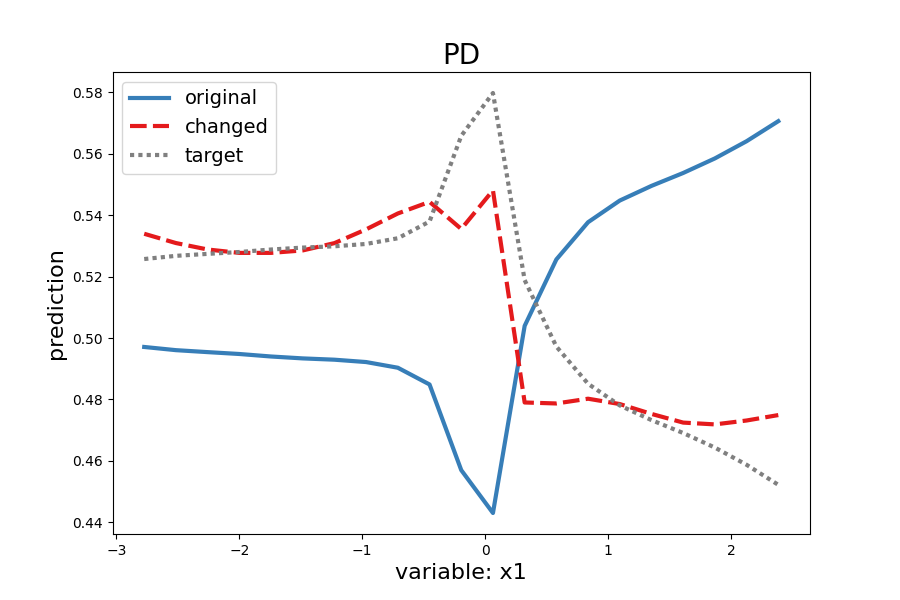 PD
original
changed
target
0.58
0.56
0.54
0.52
0.50
0.48
0.46
0.44
prediction
−3
−2
−1
0
1
2
variable: x1